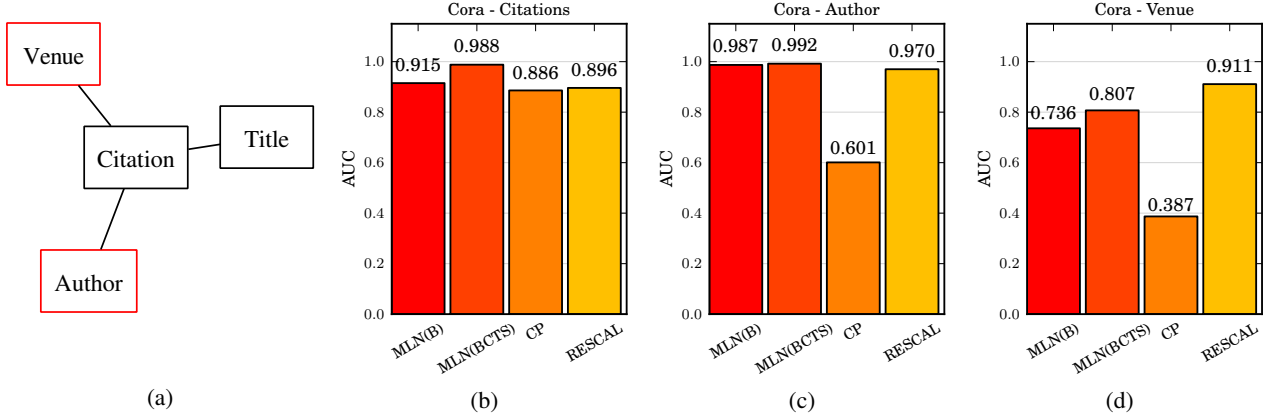 Venue
Citation
Title
Author
(a)
Cora - Citations
AUC
1.0
0.8
0.6
0.4
0.2
0.0
0.915
0.988
0.886
0.896
MLN(B)
MLN(BCTS)
CP
RESCAL
(b)
Cora - Author
AUC
1.0
0.8
0.6
0.4
0.2
0.0
0.987
0.992
0.601
0.970
MLN(B)
MLN(BCTS)
CP
RESCAL
(c)
Cora - Venue
AUC
1.0
0.8
0.6
0.4
0.2
0.0
0.736
0.807
0.387
0.911
MLN(B)
MLN(BCTS)
CP
RESCAL
(d)